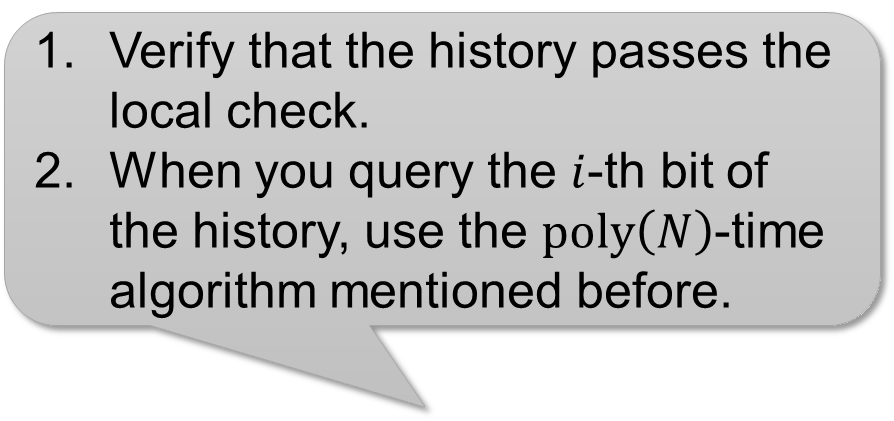 1. Verify that the history passes the
local check.
2. When you query the i-th bit of
the history, use the poly(N)-time
algorithm mentioned before.